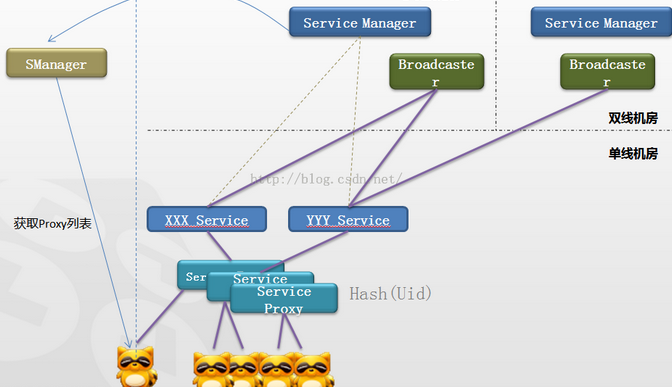 Service Manager
Service Manager
SManager
Broadcaste
r
Broadcaste
r
双线机房
单线机房
http://blog.csdn.net/
XXX Service
YYY Service
获取Proxy列表
Ser
Service
Service
Proxy
Hash(Uid)